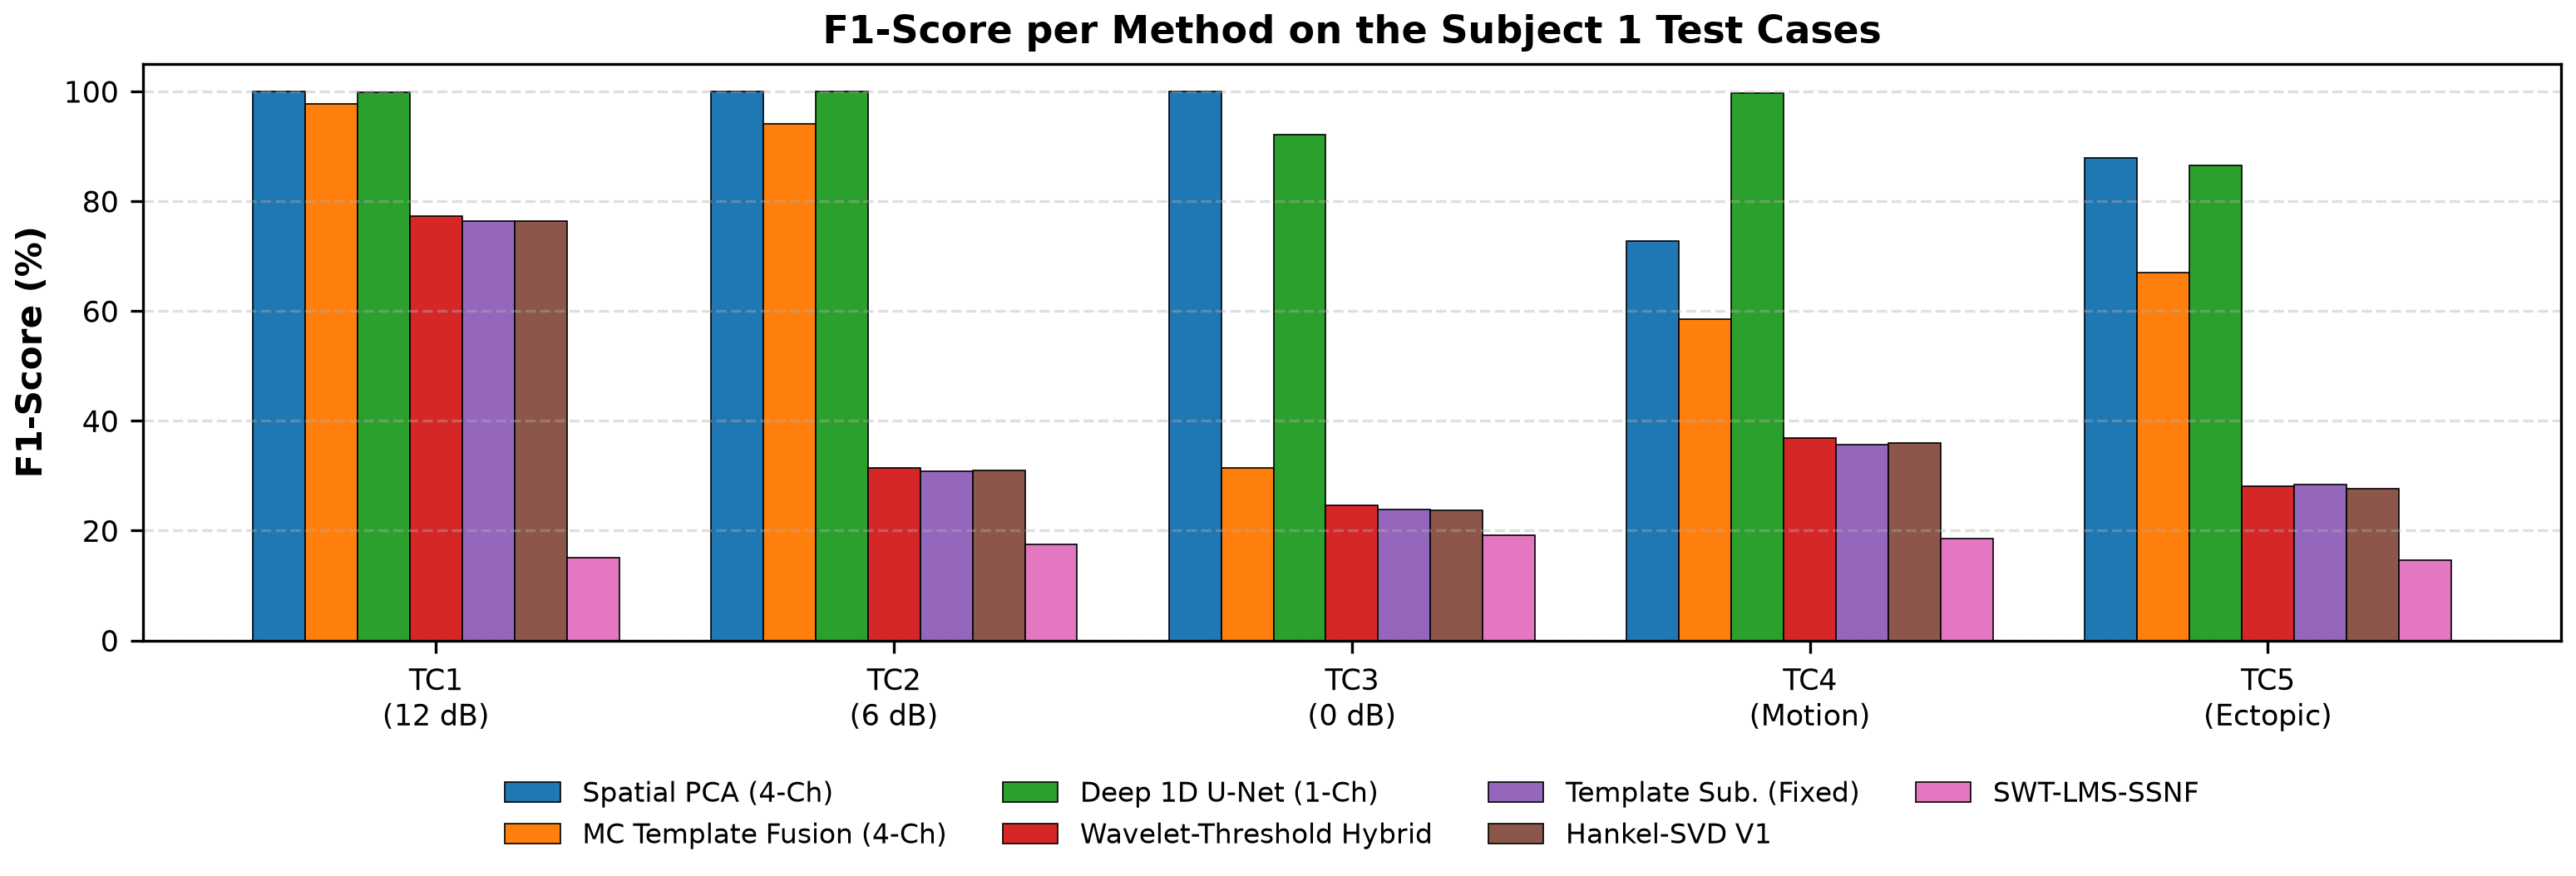 F1-Score per Method on the Subject 1 Test Cases
F1-Score (%)
100
80
60
40
20
0
TC1
(12 dB)
TC2
(6 dB)
TC3
(0 dB)
TC4
(Motion)
TC5
(Ectopic)
Spatial PCA (4-Ch)
MC Template Fusion (4-Ch)
Deep 1D U-Net (1-Ch)
Wavelet-Threshold Hybrid
Template Sub. (Fixed)
Hankel-SVD V1
SWT-LMS-SSNF